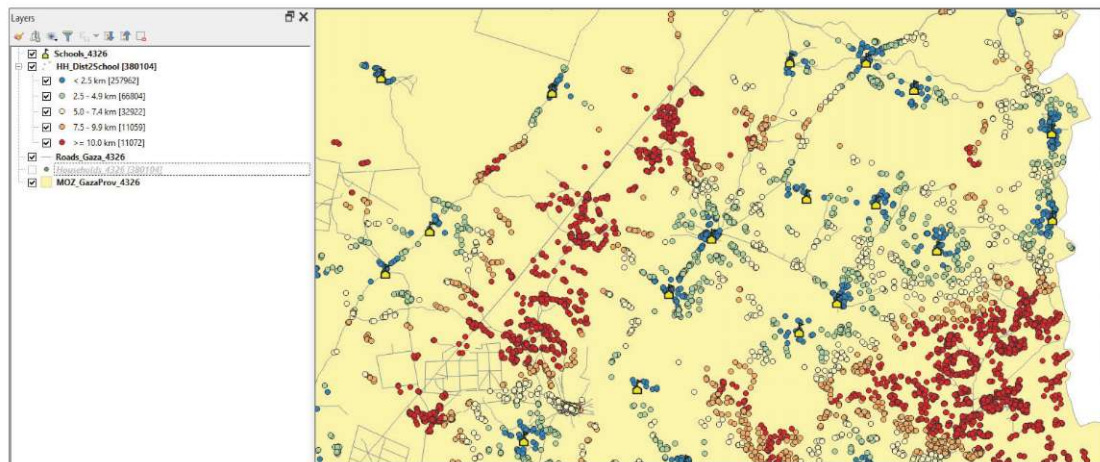 Layers
Schools_4326
HH_Dist2School [380104]
< 2.5 km [257962]
2.5 - 4.9 km [66804]
5.0 - 7.4 km [32922]
7.5 - 9.9 km [11059]
>= 10.0 km [11072]
Roads_Gaza_4326
Households_4326 [380104]
MOZ_GazaProv_4326